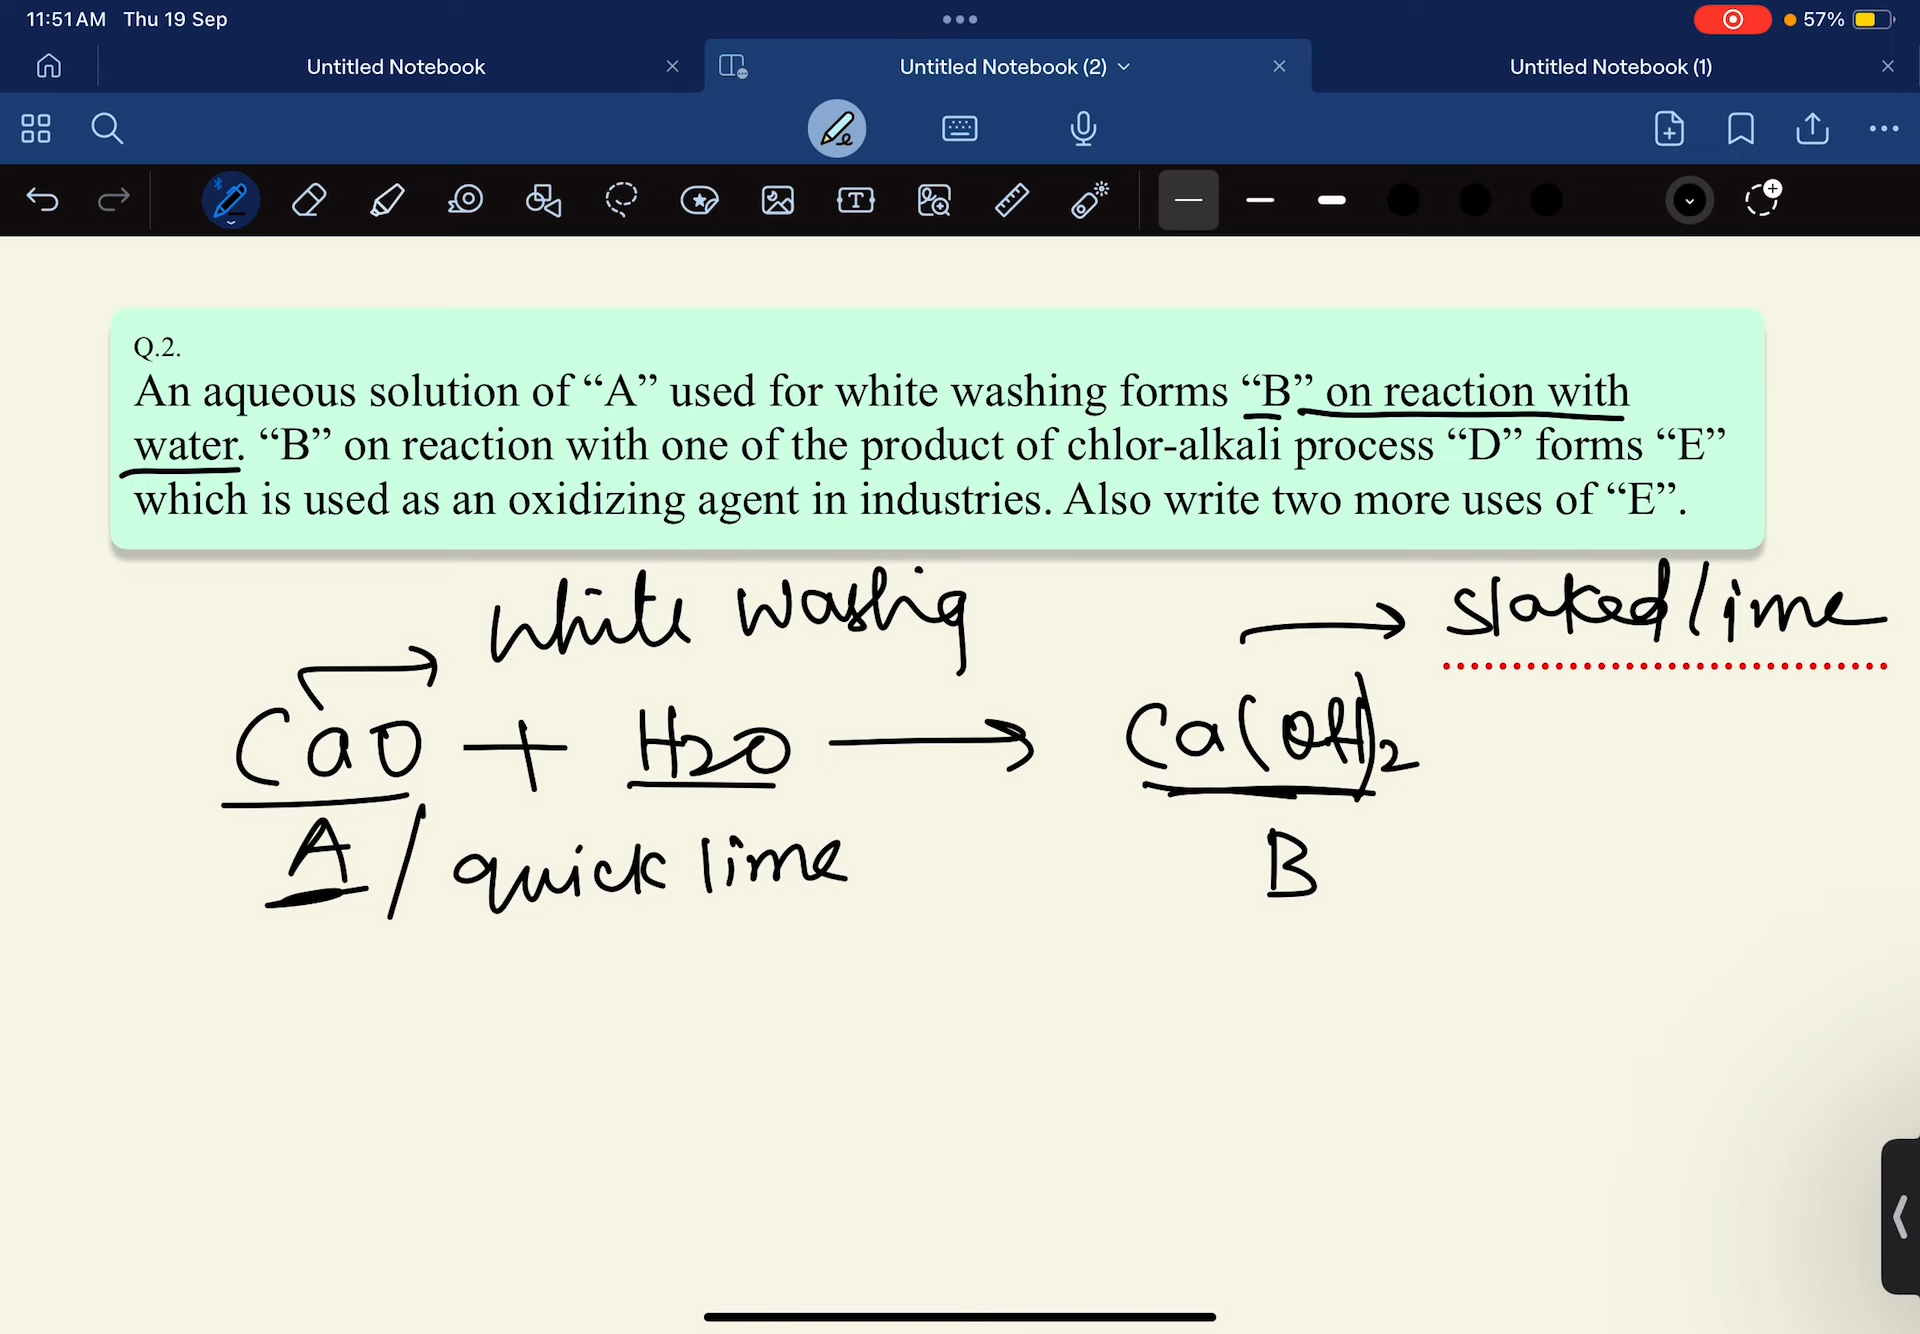 11:51 AM Thu 19 Sep
57%
Untitled Notebook
Untitled Notebook (2)
Untitled Notebook (1)
Q.2.
An aqueous solution of “A” used for white washing forms “B” on reaction with
water. “B” on reaction with one of the product of chlor-alkali process “D” forms “E”
which is used as an oxidizing agent in industries. Also write two more uses of “E”.
white washig
slaked lime
CaO + H2O → Ca(OH)2
A / quick lime
B